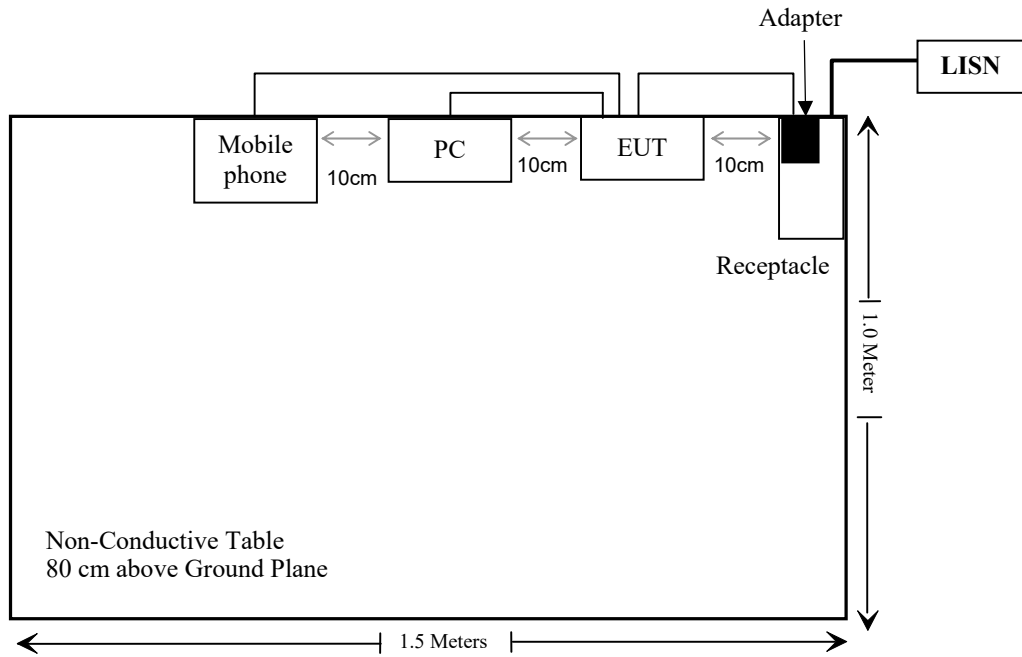 Adapter
LISN
Mobile
phone
PC
EUT
10cm
10cm
10cm
Receptacle
1.0 Meter
Non-Conductive Table
80 cm above Ground Plane
1.5 Meters